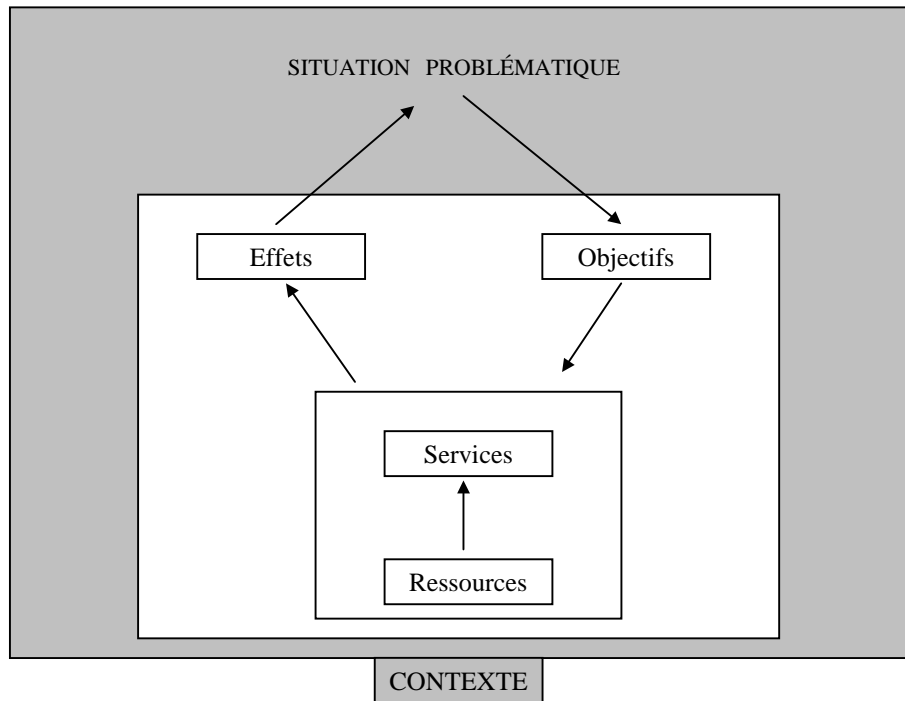 SITUATION PROBLÉMATIQUE
Effets
Objectifs
Services
Ressources
CONTEXTE